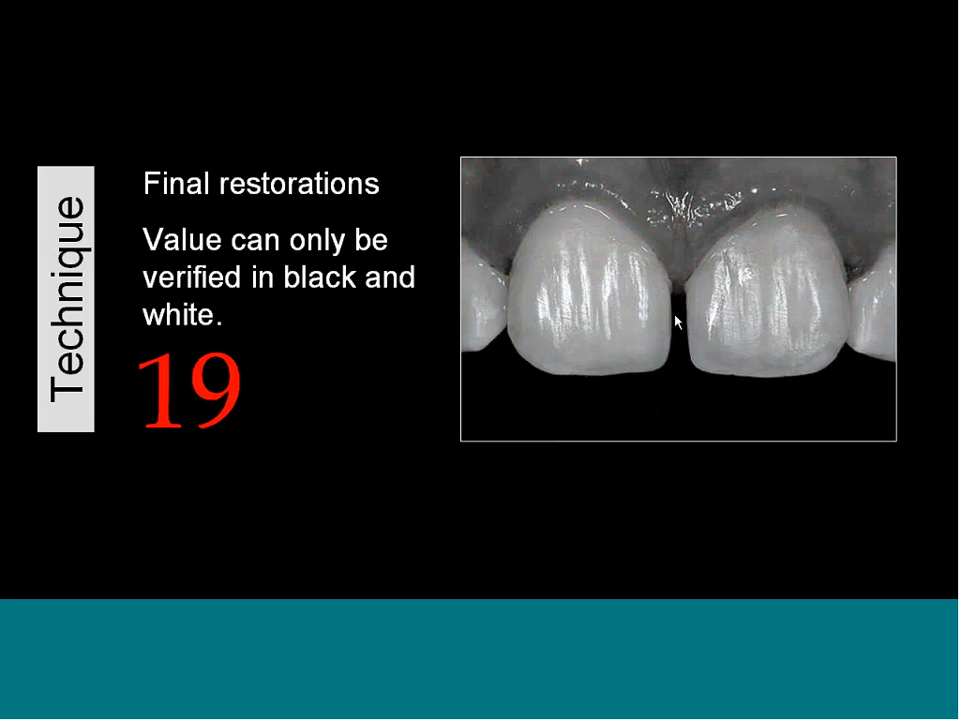 Technique
Final restorations
Value can only be
verified in black and
white.
19